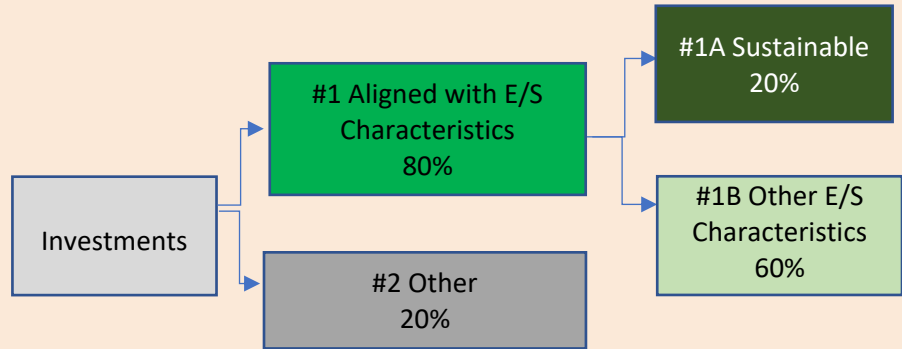 Investments
#1 Aligned with E/S
Characteristics
80%
#2 Other
20%
#1A Sustainable
20%
#1B Other E/S
Characteristics
60%